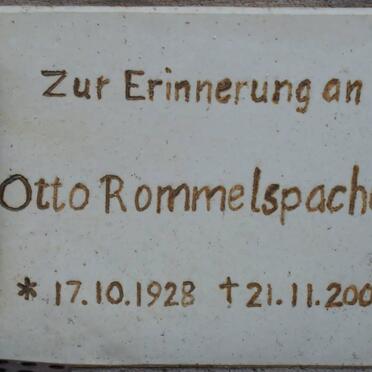 Zur Erinnerung an
Otto Rommelspache
* 17.10.1928 † 21.11.200